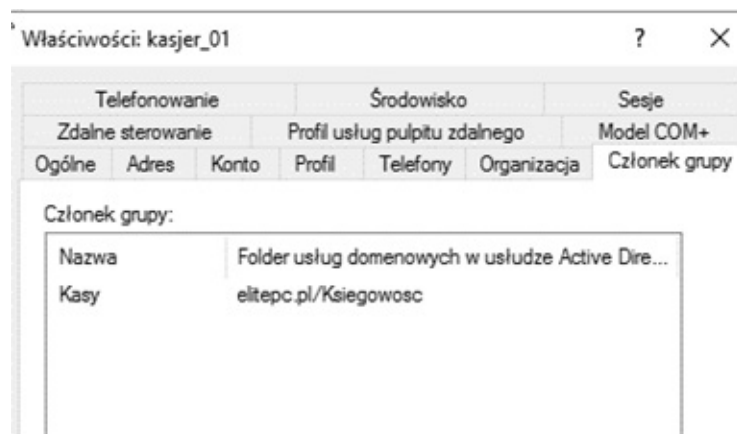 Właściwości: kasjer_01 ? ×
Telefonowanie Środowisko Sesje
Zdalne sterowanie Profil usług pulpitu zdalnego Model COM+
Ogólne Adres Konto Profil Telefony Organizacja Członek grupy
Członek grupy:
Nazwa Folder usług domenowych w usłudze Active Dire...
Kasy elitepc.pl/Ksiegowosc